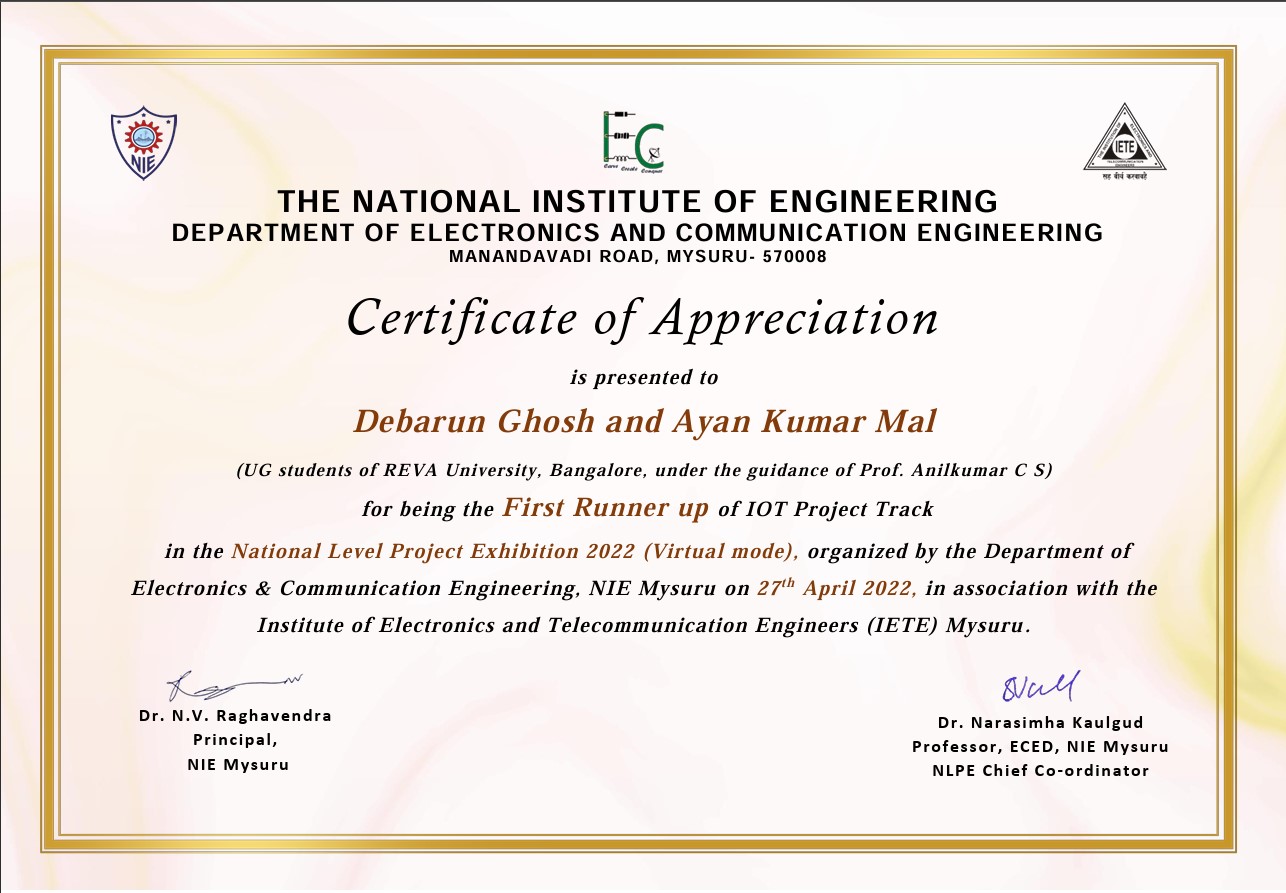 NIE
EC
Learn Create Conquer
IETE
सह वीर्यं करवावहे
THE NATIONAL INSTITUTE OF ENGINEERING
DEPARTMENT OF ELECTRONICS AND COMMUNICATION ENGINEERING
MANANDAVADI ROAD, MYSURU- 570008
Certificate of Appreciation
is presented to
Debarun Ghosh and Ayan Kumar Mal
(UG students of REVA University, Bangalore, under the guidance of Prof. Anilkumar C S)
for being the First Runner up of IOT Project Track
in the National Level Project Exhibition 2022 (Virtual mode), organized by the Department of
Electronics & Communication Engineering, NIE Mysuru on 27th April 2022, in association with the
Institute of Electronics and Telecommunication Engineers (IETE) Mysuru.
Dr. N.V. Raghavendra
Principal,
NIE Mysuru
Dr. Narasimha Kaulgud
Professor, ECED, NIE Mysuru
NLPE Chief Co-ordinator